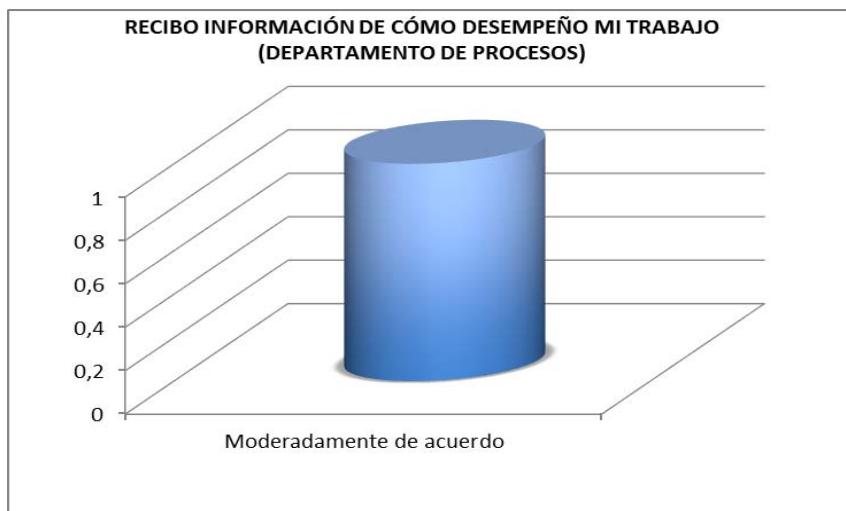 RECIBO INFORMACIÓN DE CÓMO DESEMPEÑO MI TRABAJO
(DEPARTAMENTO DE PROCESOS)
1
0,8
0,6
0,4
0,2
0
Moderadamente de acuerdo